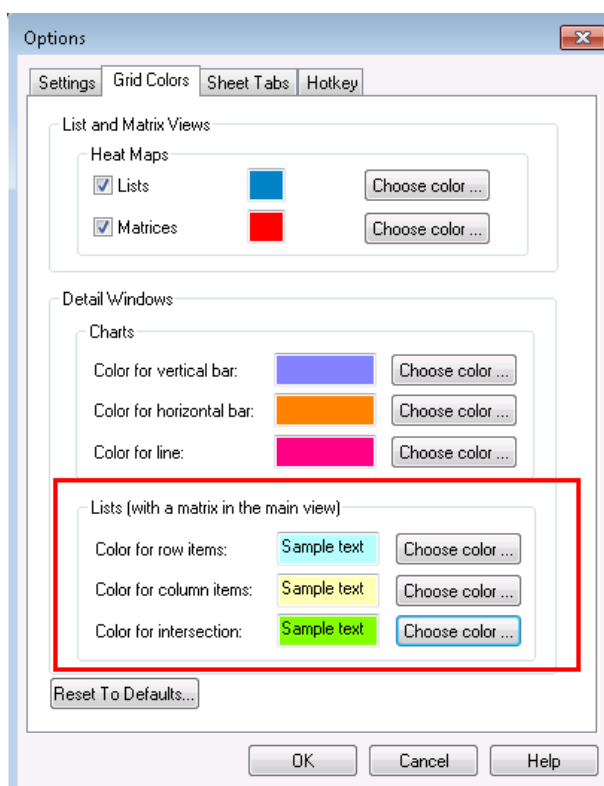 Options
Settings Grid Colors Sheet Tabs Hotkey
List and Matrix Views
Heat Maps
Lists Choose color ...
Matrices Choose color ...
Detail Windows
Charts
Color for vertical bar: Choose color ...
Color for horizontal bar: Choose color ...
Color for line: Choose color ...
Lists (with a matrix in the main view)
Color for row items: Sample text Choose color ...
Color for column items: Sample text Choose color ...
Color for intersection: Sample text Choose color ...
Reset To Defaults...
OK Cancel Help